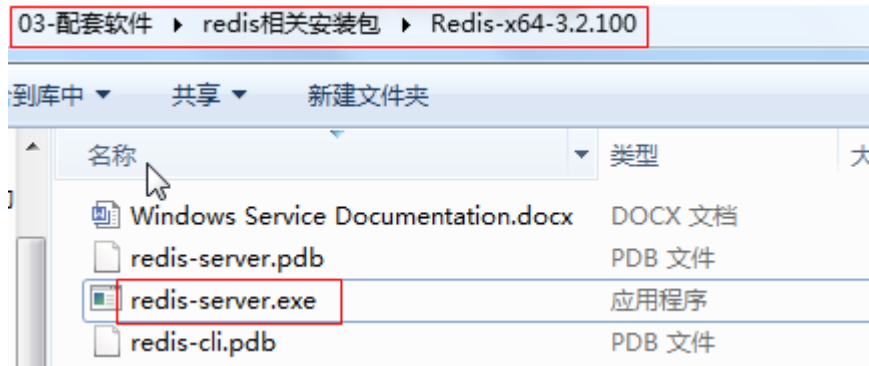 03-配套软件 ▸ redis相关安装包 ▸ Redis-x64-3.2.100
到库中 ▼ 共享 ▼ 新建文件夹
名称 类型 大
Windows Service Documentation.docx DOCX 文档
redis-server.pdb PDB 文件
redis-server.exe 应用程序
redis-cli.pdb PDB 文件